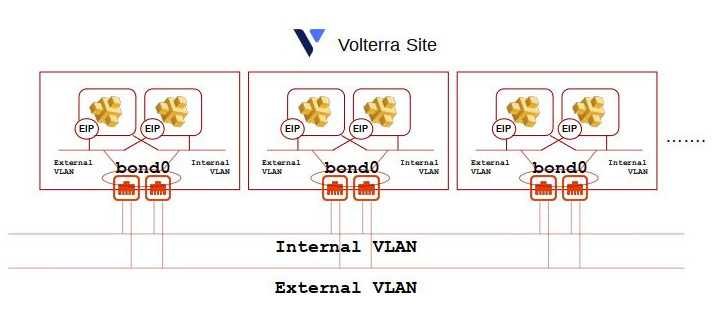 Volterra Site
EIP
EIP
External
VLAN
bond0
Internal
VLAN
EIP
EIP
External
VLAN
bond0
Internal
VLAN
EIP
EIP
External
VLAN
bond0
Internal
VLAN
.......
Internal VLAN
External VLAN